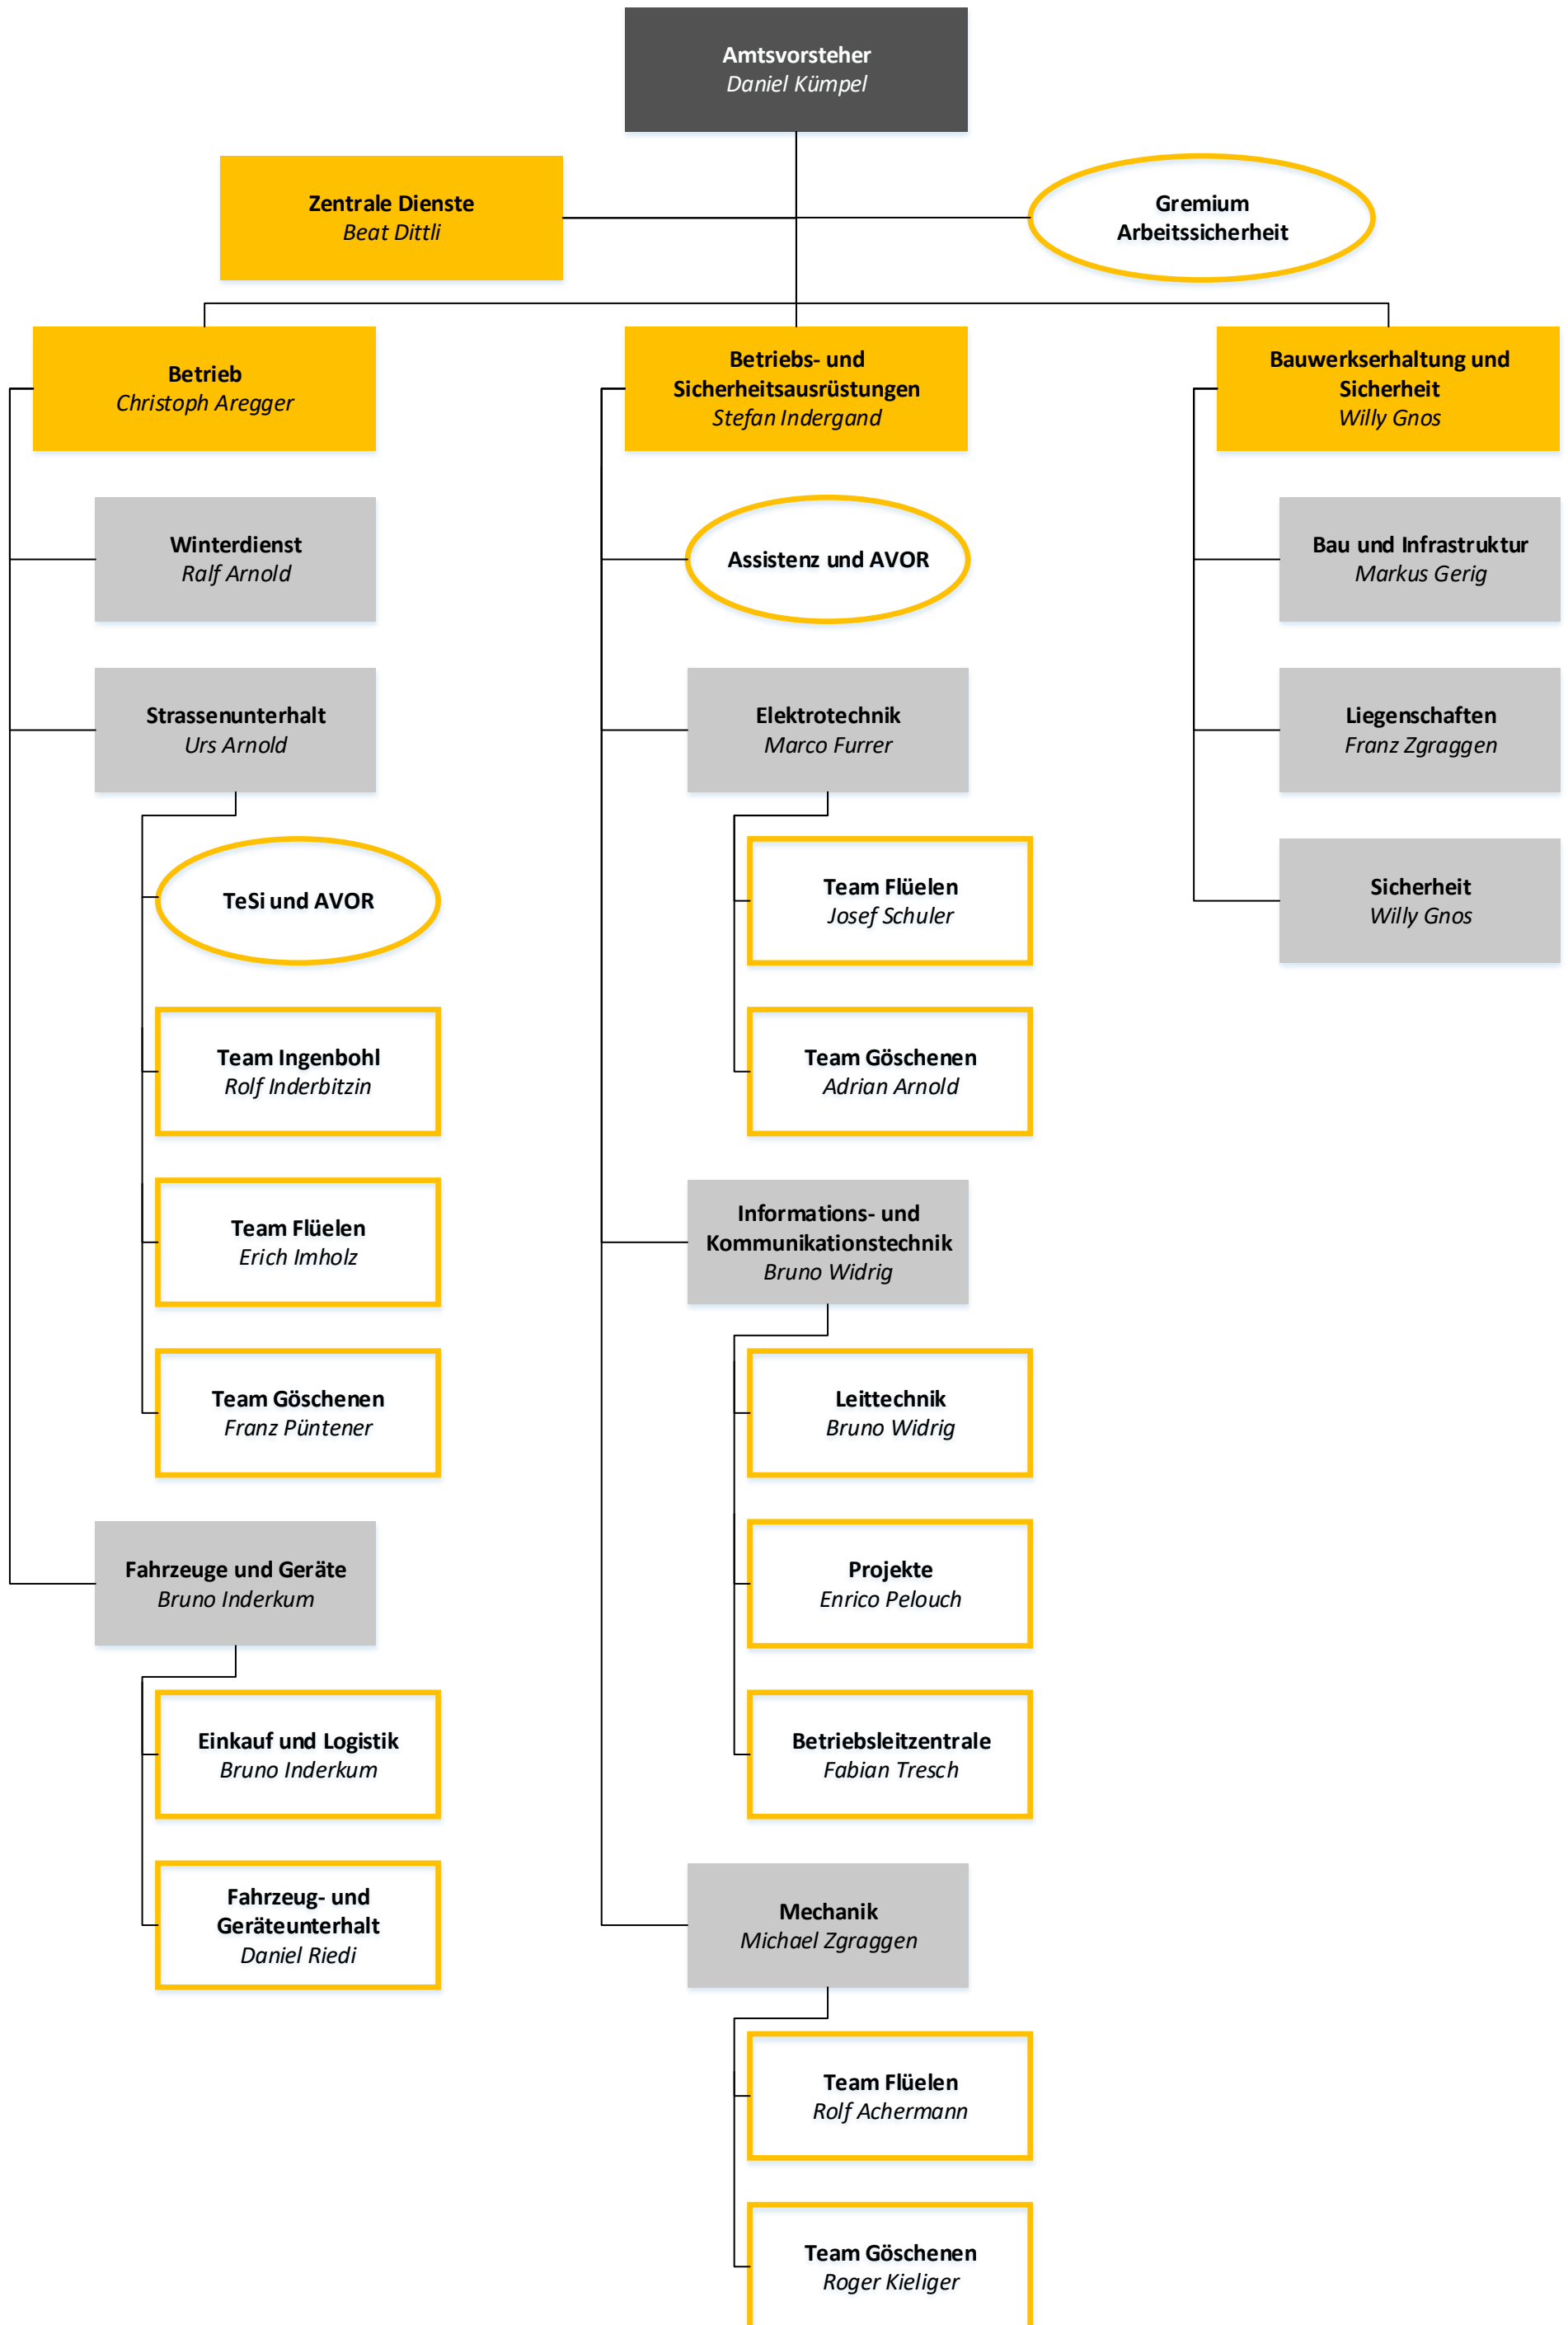 Amtsvorsteher
Daniel Kümpel
Zentrale Dienste
Beat Dittli
Gremium
Arbeitssicherheit
Betrieb
Christoph Aregger
Winterdienst
Ralf Arnold
Strassenunterhalt
Urs Arnold
TeSi und AVOR
Team Ingenbohl
Rolf Inderbitzin
Team Flüelen
Erich Imholz
Team Göschenen
Franz Püntener
Fahrzeuge und Geräte
Bruno Inderkum
Einkauf und Logistik
Bruno Inderkum
Fahrzeug- und
Geräteunterhalt
Daniel Riedi
Betriebs- und
Sicherheitsausrüstungen
Stefan Indergand
Assistenz und AVOR
Elektrotechnik
Marco Furrer
Team Flüelen
Josef Schuler
Team Göschenen
Adrian Arnold
Informations- und
Kommunikationstechnik
Bruno Widrig
Leittechnik
Bruno Widrig
Projekte
Enrico Pelouch
Betriebsleitzentrale
Fabian Tresch
Mechanik
Michael Zgraggen
Team Flüelen
Rolf Achermann
Team Göschenen
Roger Kieliger
Bauwerkserhaltung und
Sicherheit
Willy Gnos
Bau und Infrastruktur
Markus Gerig
Liegenschaften
Franz Zgraggen
Sicherheit
Willy Gnos